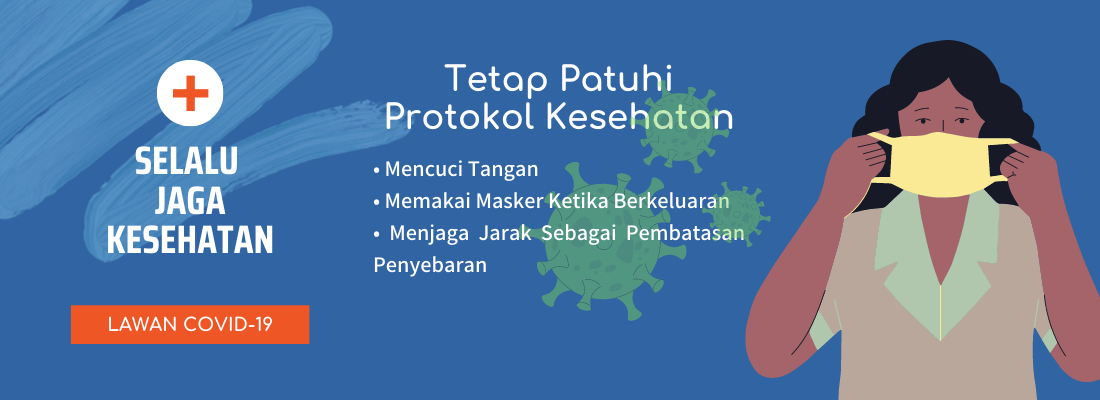 SELALU
JAGA
KESEHATAN
LAWAN COVID-19
Tetap Patuhi
Protokol Kesehatan
• Mencuci Tangan
• Memakai Masker Ketika Berkeluaran
• Menjaga Jarak Sebagai Pembatasan
Penyebaran